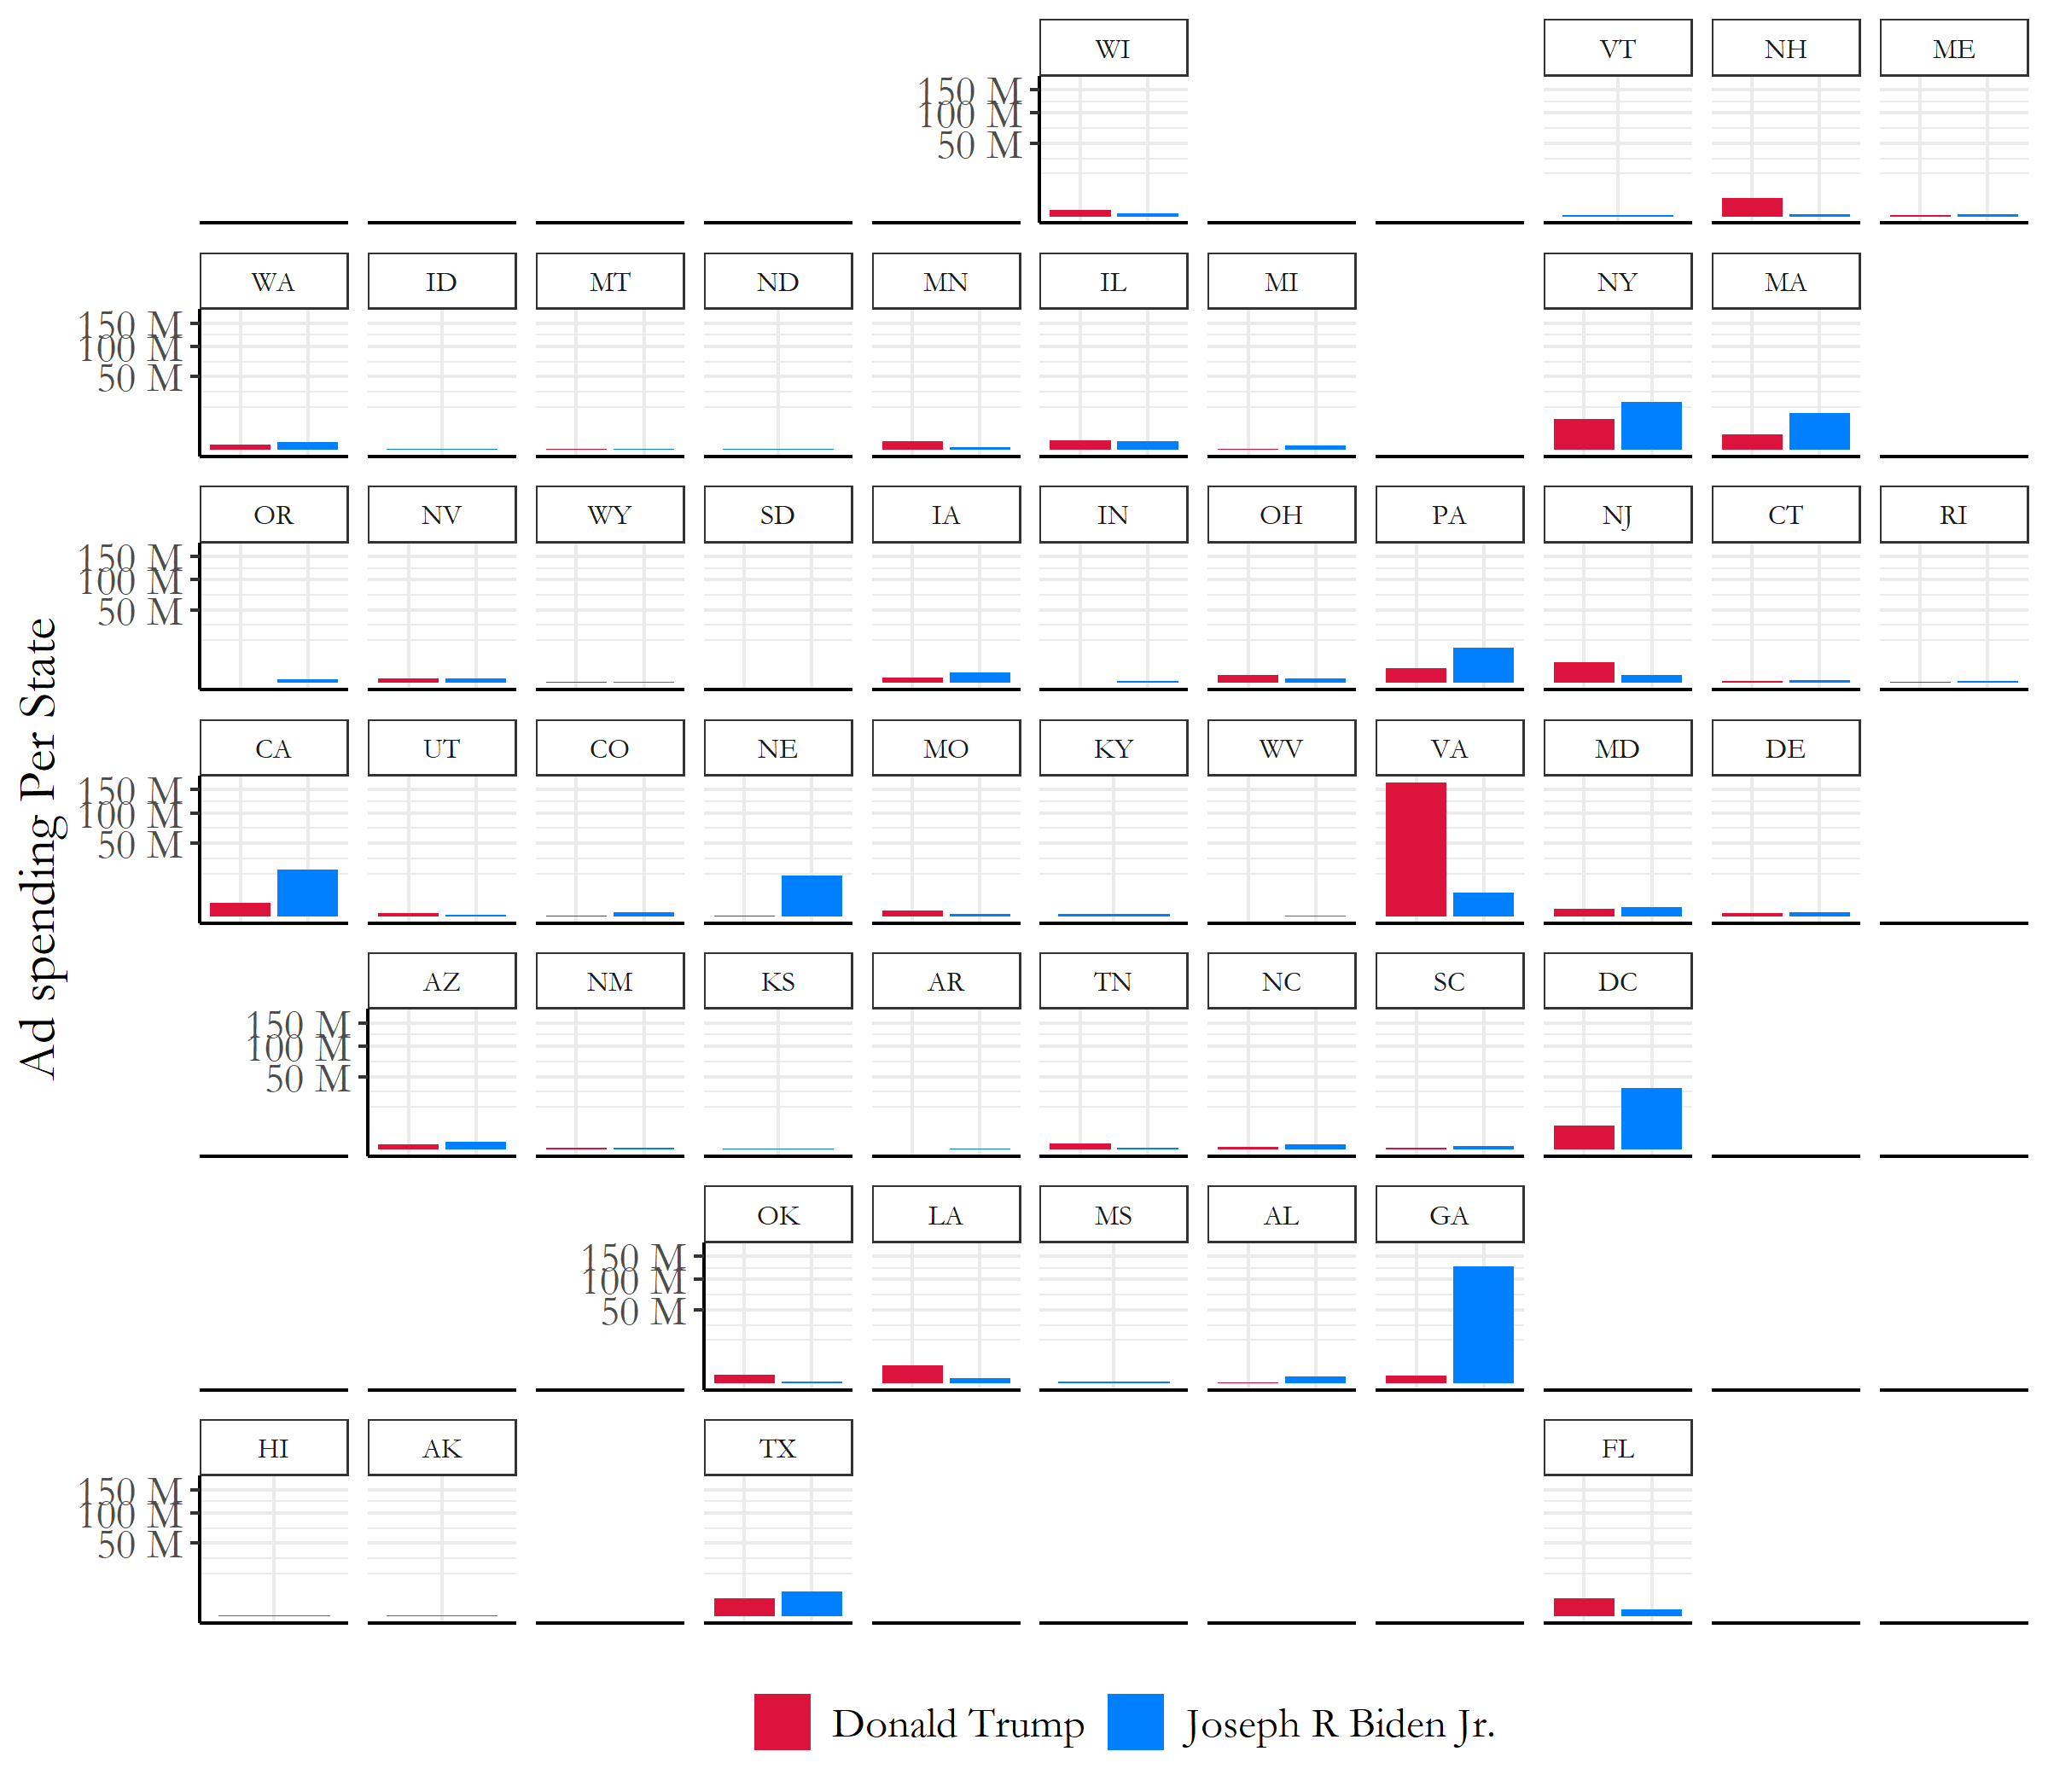 WI VT NH ME
150 M
100 M
50 M
WA ID MT ND MN IL MI NY MA
150 M
100 M
50 M
OR NV WY SD IA IN OH PA NJ CT RI
150 M
100 M
50 M
CA UT CO NE MO KY WV VA MD DE
150 M
100 M
50 M
AZ NM KS AR TN NC SC DC
150 M
100 M
50 M
OK LA MS AL GA
150 M
100 M
50 M
HI AK TX FL
150 M
100 M
50 M
Ad spending Per State
Donald Trump Joseph R Biden Jr.